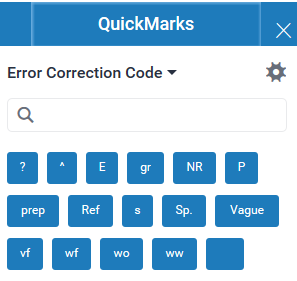 QuickMarks
Error Correction Code
? ^ E gr NR P
prep Ref s Sp. Vague
vf wf wo ww